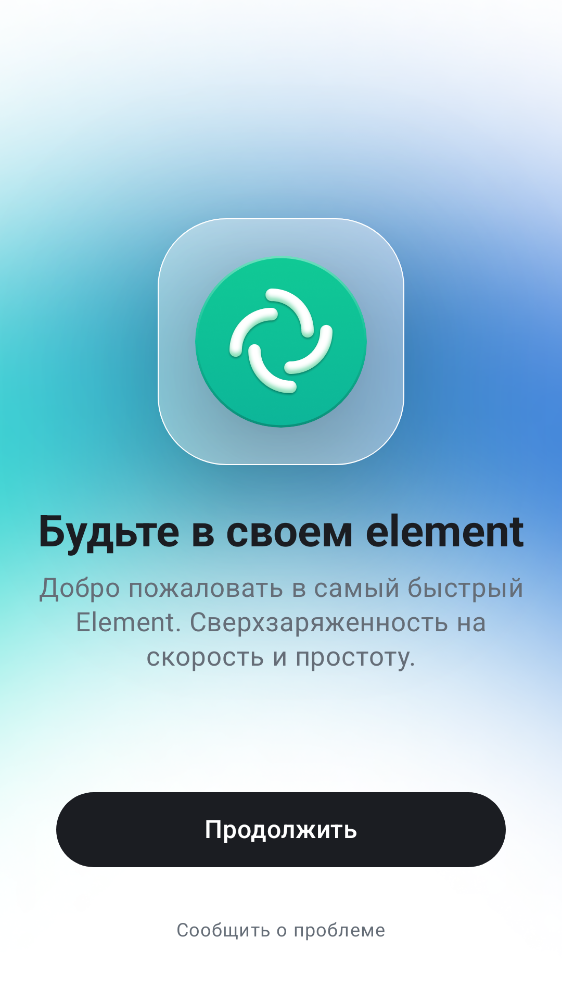 Будьте в своем element
Добро пожаловать в самый быстрый
Element. Сверхзаряженность на
скорость и простоту.
Продолжить
Сообщить о проблеме